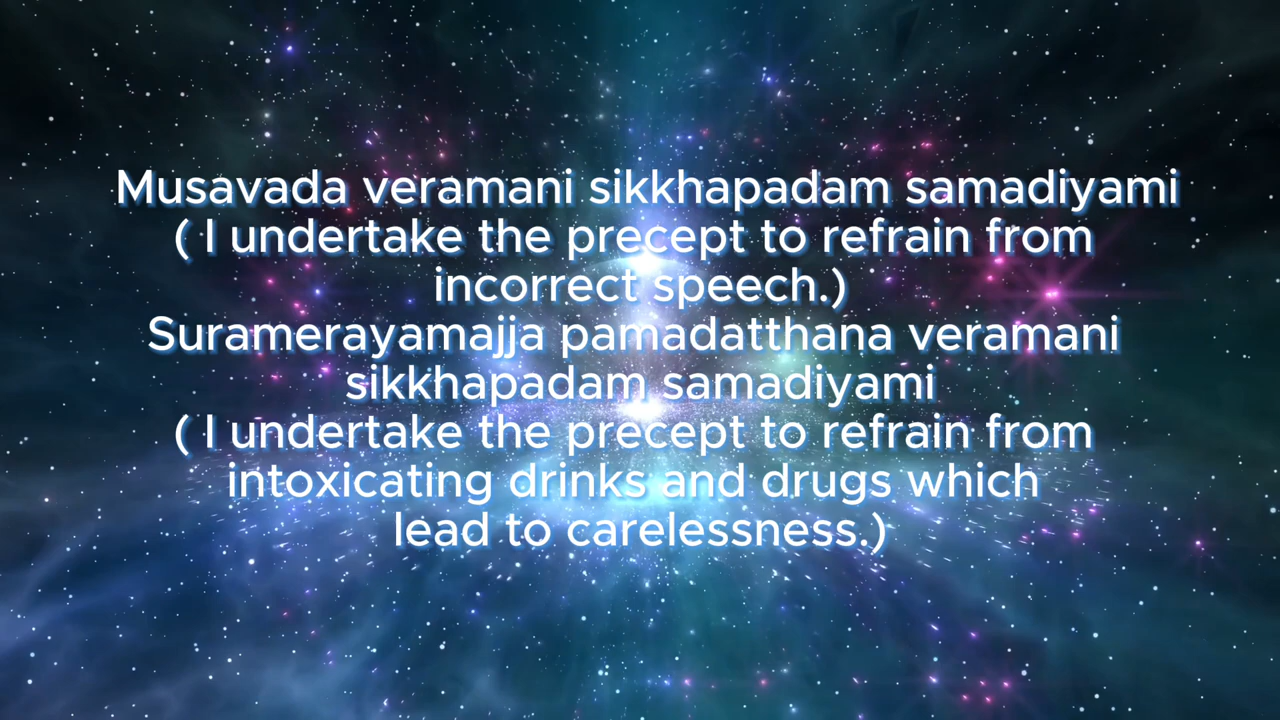 Musavada veramani sikkhapadam samadiyami
( I undertake the precept to refrain from
incorrect speech.)
Suramerayamajja pamadatthana veramani
sikkhapadam samadiyami
( I undertake the precept to refrain from
intoxicating drinks and drugs which
lead to carelessness.)